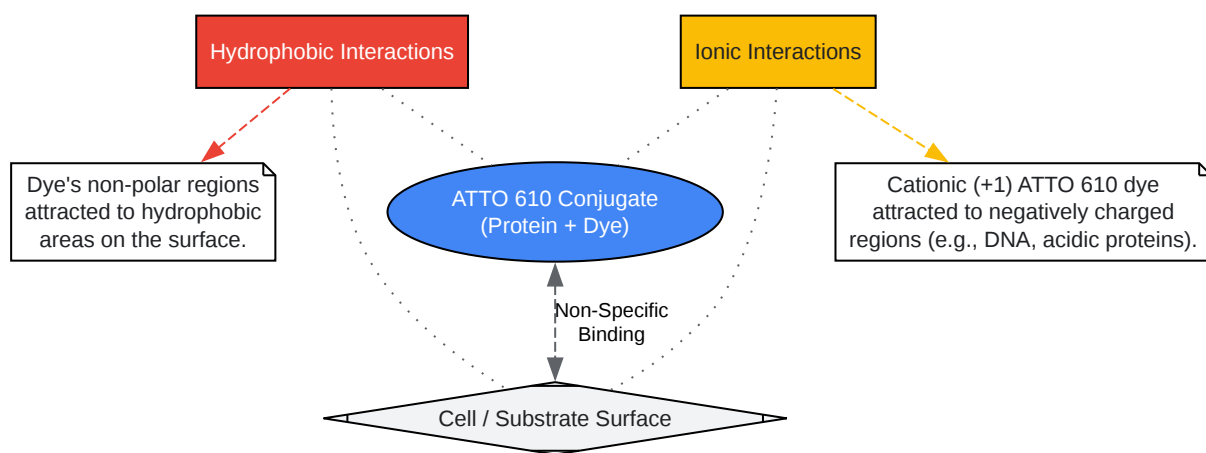 Hydrophobic Interactions
Ionic Interactions
Dye's non-polar regions
attracted to hydrophobic
areas on the surface.
ATTO 610 Conjugate
(Protein + Dye)
Cationic (+1) ATTO 610 dye
attracted to negatively charged
regions (e.g., DNA, acidic proteins).
Non-Specific
Binding
Cell / Substrate Surface